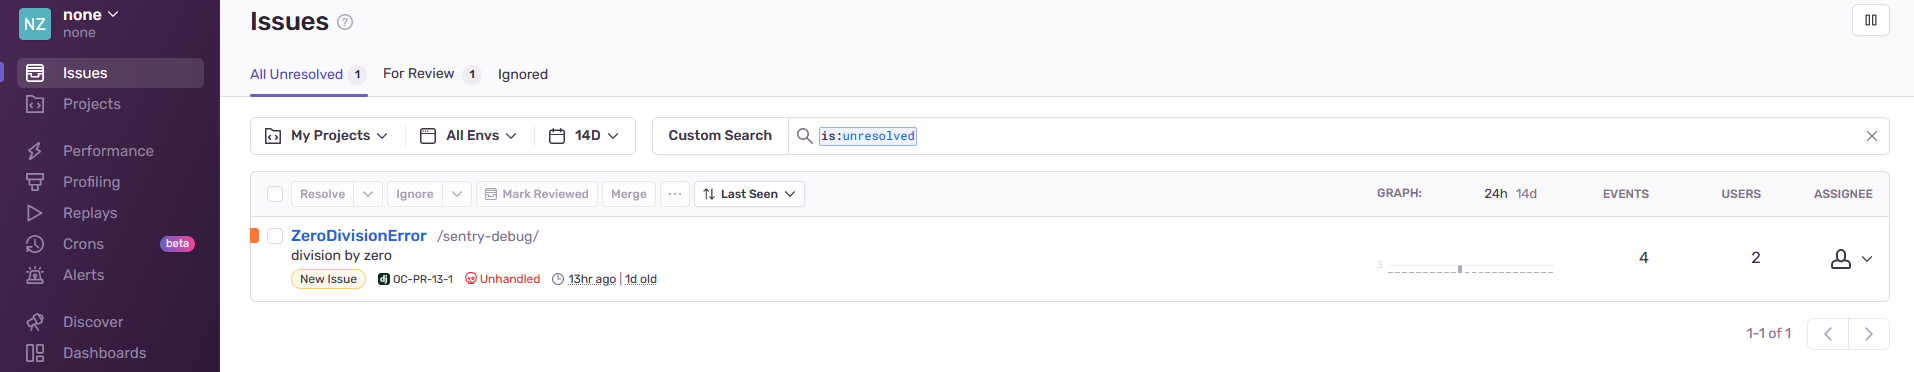 NZ
none
none
Issues
Projects
Performance
Profiling
Replays
Crons beta
Alerts
Discover
Dashboards
Issues ?
All Unresolved 1 For Review 1 Ignored
My Projects All Envs 14D Custom Search is:unresolved
Resolve Ignore Mark Reviewed Merge ... Last Seen GRAPH: 24h 14d EVENTS USERS ASSIGNEE
ZeroDivisionError /sentry-debug/
division by zero
New Issue dj OC-PR-13-1 Unhandled 13hr ago | 1d old
3
4 2
1-1 of 1